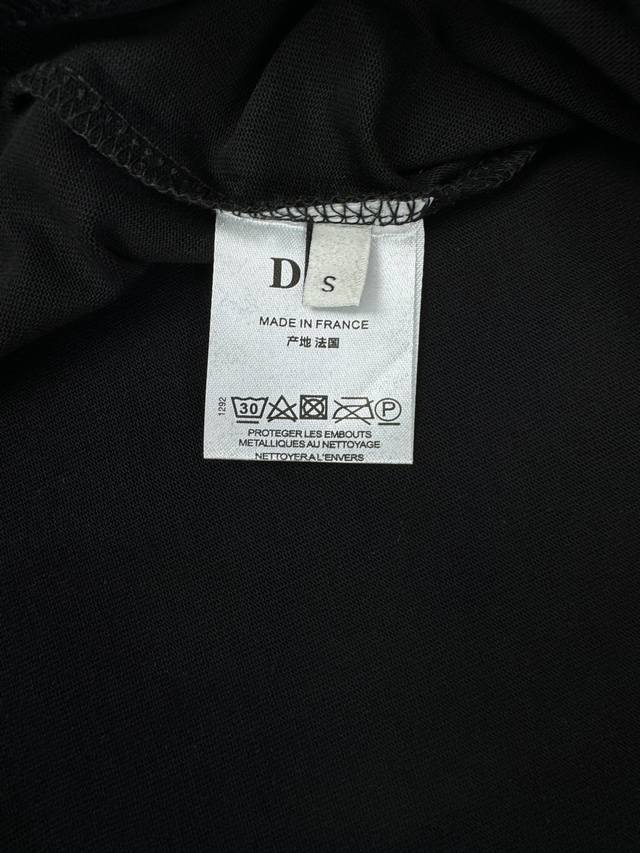 D
S
MADE IN FRANCE
产地 法国
1292
30 P
PROTEGER LES EMBOUTS
METALLIQUES AU NETTOYAGE
NETTOYER A L'ENVERS